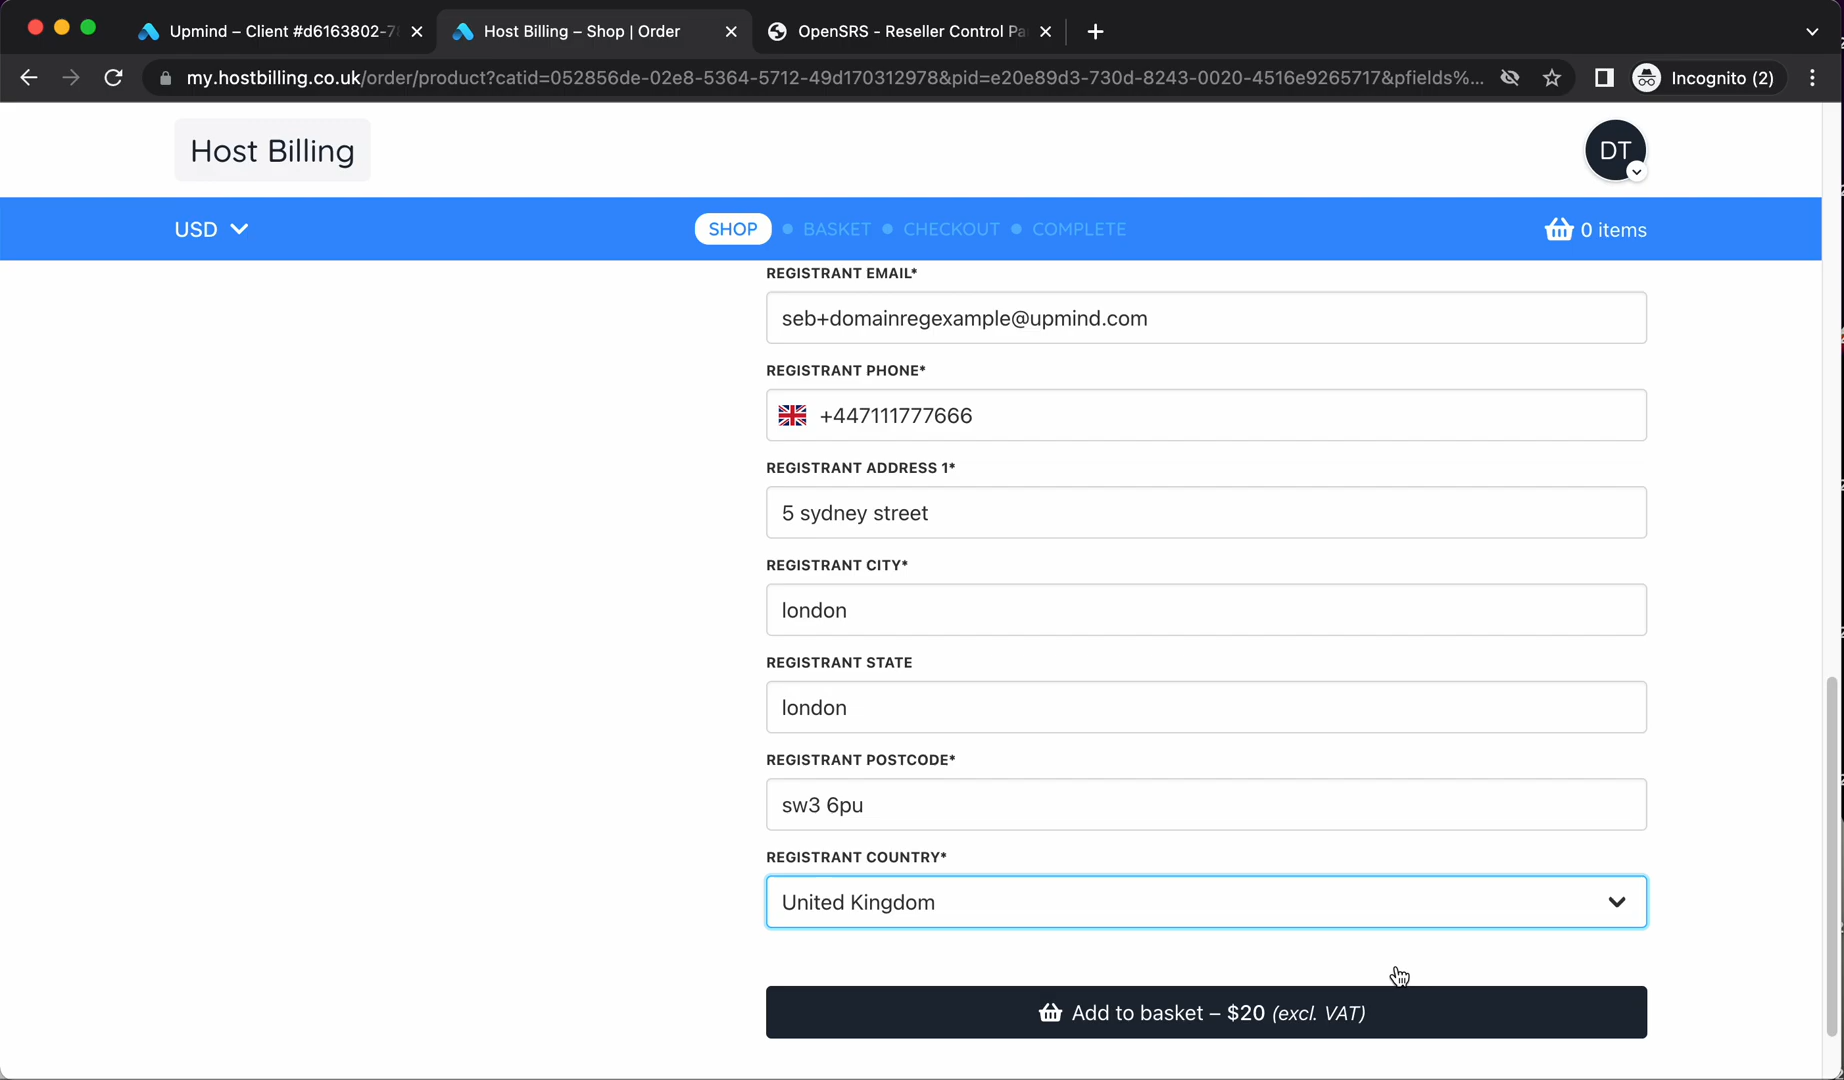 Upmind – Client #d6163802-7
Host Billing – Shop | Order
OpenSRS - Reseller Control Pa
my.hostbilling.co.uk/order/product?catid=052856de-02e8-5364-5712-49d170312978&pid=e20e89d3-730d-8243-0020-4516e9265717&pfields%...
Incognito (2)
Host Billing
DT
USD
SHOP
BASKET
CHECKOUT
COMPLETE
0 items
REGISTRANT EMAIL*
seb+domainregexample@upmind.com
REGISTRANT PHONE*
+447111777666
REGISTRANT ADDRESS 1*
5 sydney street
REGISTRANT CITY*
london
REGISTRANT STATE
london
REGISTRANT POSTCODE*
sw3 6pu
REGISTRANT COUNTRY*
United Kingdom
Add to basket – $20 (excl. VAT)